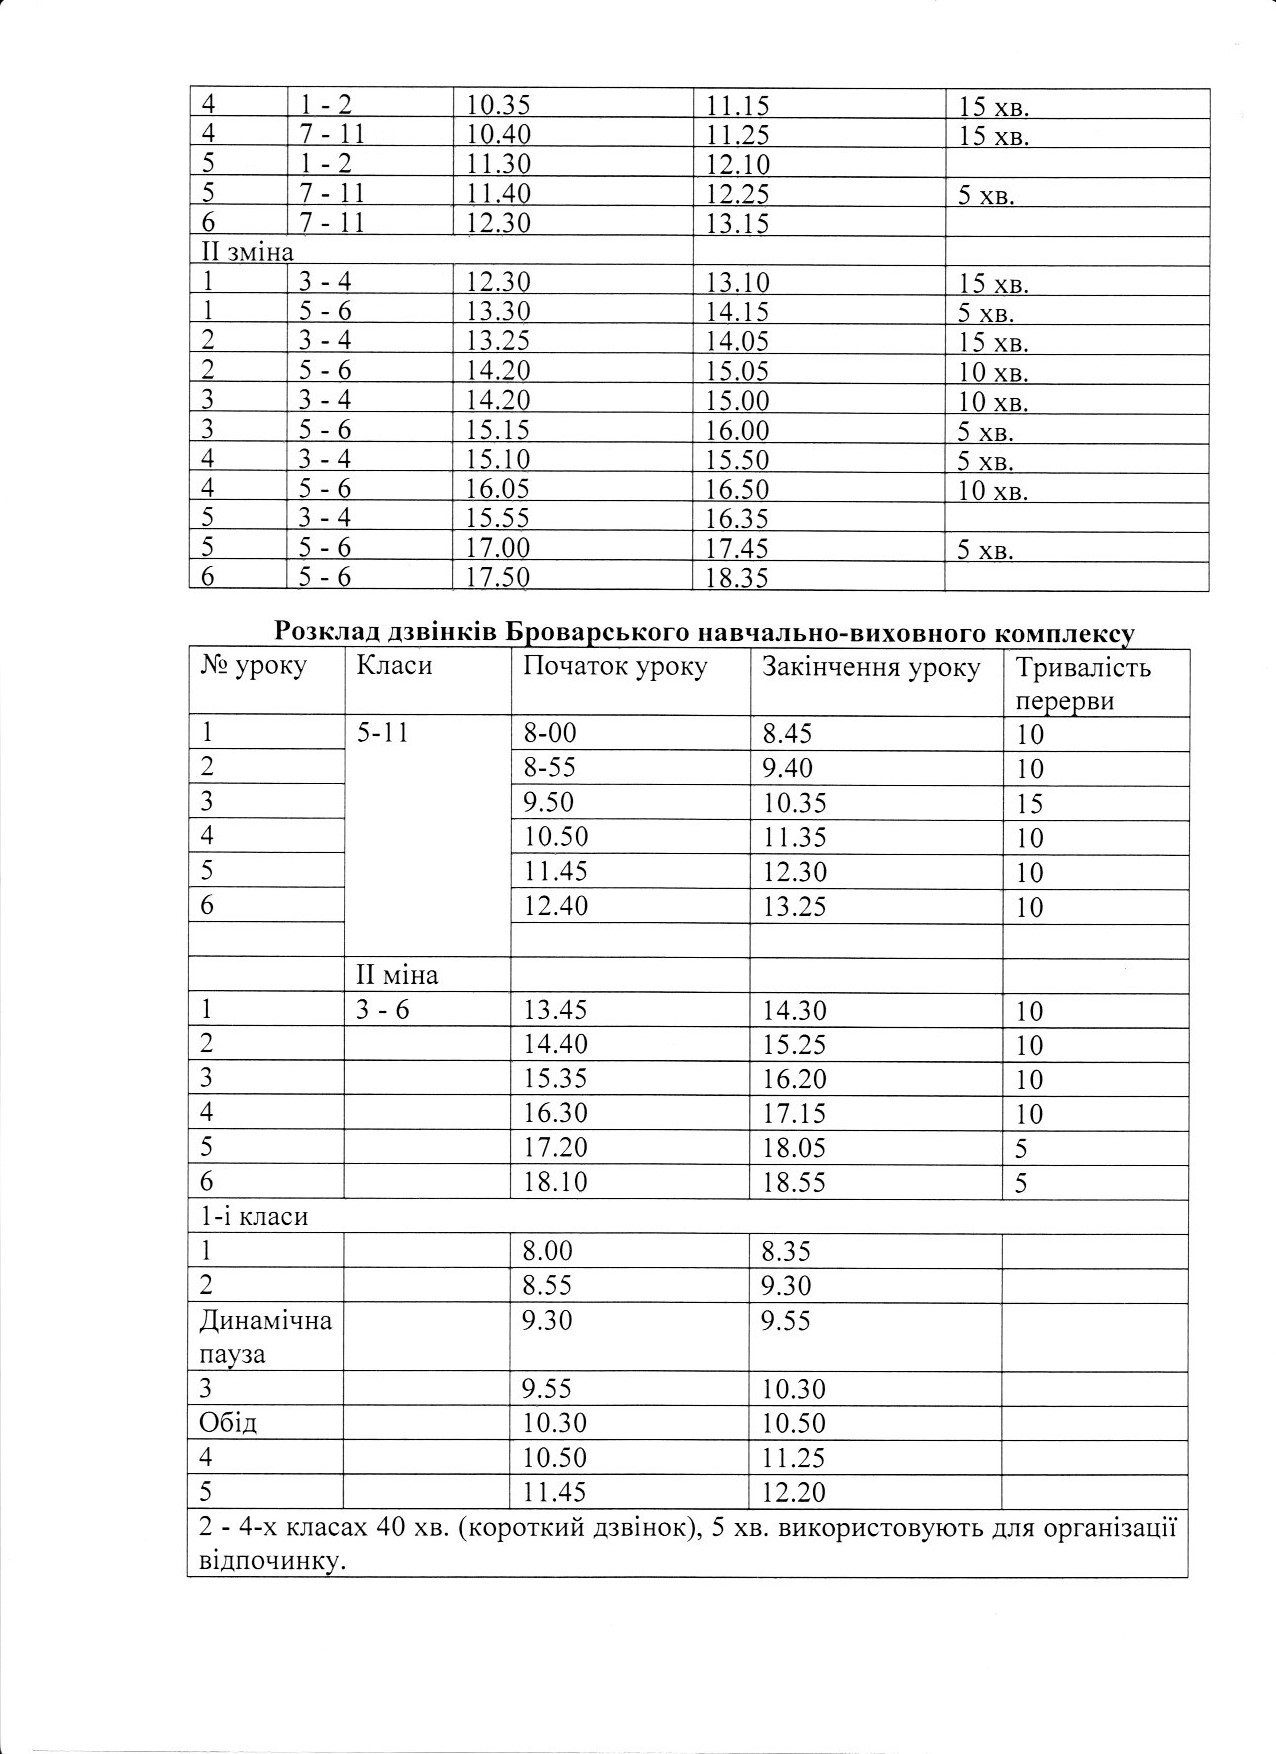 4 1 - 2 10.35 11.15 15 хв.
4 7 - 11 10.40 11.25 15 хв.
5 1 - 2 11.30 12.10
5 7 - 11 11.40 12.25 5 хв.
6 7 - 11 12.30 13.15
ІІ зміна
1 3 - 4 12.30 13.10 15 хв.
1 5 - 6 13.30 14.15 5 хв.
2 3 - 4 13.25 14.05 15 хв.
2 5 - 6 14.20 15.05 10 хв.
3 3 - 4 14.20 15.00 10 хв.
3 5 - 6 15.15 16.00 5 хв.
4 3 - 4 15.10 15.50 5 хв.
4 5 - 6 16.05 16.50 10 хв.
5 3 - 4 15.55 16.35
5 5 - 6 17.00 17.45 5 хв.
6 5 - 6 17.50 18.35
Розклад дзвінків Броварського навчально-виховного комплексу
№ уроку Класи Початок уроку Закінчення уроку Тривалість
перерви
1 5-11 8-00 8.45 10
2 8-55 9.40 10
3 9.50 10.35 15
4 10.50 11.35 10
5 11.45 12.30 10
6 12.40 13.25 10
ІІ міна
1 3 - 6 13.45 14.30 10
2 14.40 15.25 10
3 15.35 16.20 10
4 16.30 17.15 10
5 17.20 18.05 5
6 18.10 18.55 5
1-і класи
1 8.00 8.35
2 8.55 9.30
Динамічна 9.30 9.55
пауза
3 9.55 10.30
Обід 10.30 10.50
4 10.50 11.25
5 11.45 12.20
2 - 4-х класах 40 хв. (короткий дзвінок), 5 хв. використовують для організації
відпочинку.